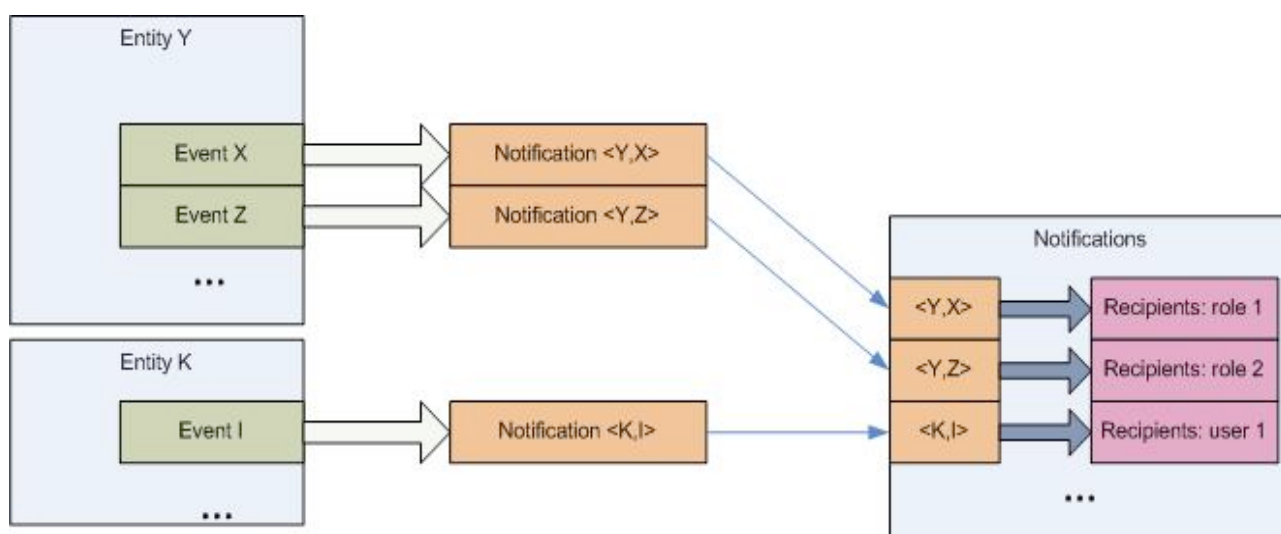 Entity Y
Event X
Notification <Y,X>
Event Z
Notification <Y,Z>
...
Notifications
<Y,X>
Recipients: role 1
<Y,Z>
Recipients: role 2
Entity K
Event I
Notification <K,I>
<K,I>
Recipients: user 1
...
...